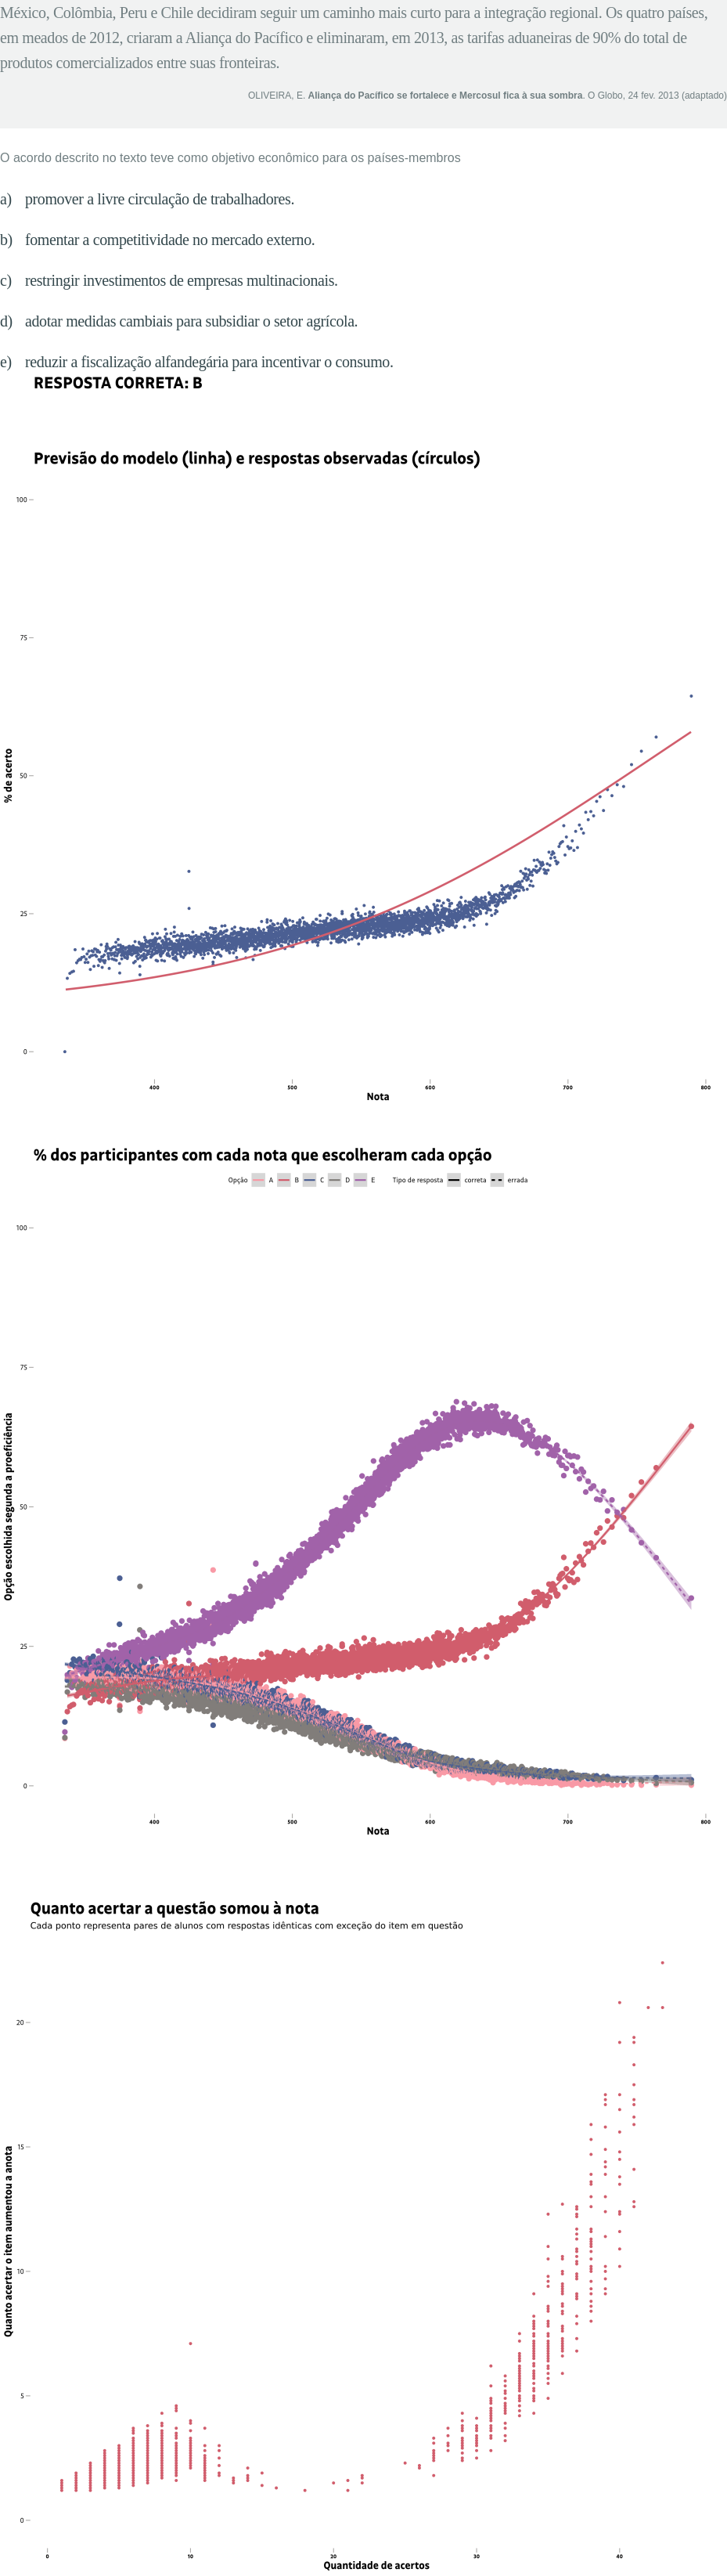 México, Colômbia, Peru e Chile decidiram seguir um caminho mais curto para a integração regional. Os quatro países,
em meados de 2012, criaram a Aliança do Pacífico e eliminaram, em 2013, as tarifas aduaneiras de 90% do total de
produtos comercializados entre suas fronteiras.
OLIVEIRA, E. Aliança do Pacífico se fortalece e Mercosul fica à sua sombra. O Globo, 24 fev. 2013 (adaptado)
O acordo descrito no texto teve como objetivo econômico para os países-membros
a) promover a livre circulação de trabalhadores.
b) fomentar a competitividade no mercado externo.
c) restringir investimentos de empresas multinacionais.
d) adotar medidas cambiais para subsidiar o setor agrícola.
e) reduzir a fiscalização alfandegária para incentivar o consumo.
RESPOSTA CORRETA: B
Previsão do modelo (linha) e respostas observadas (círculos)
100
75
50
25
0
% de acerto
400 500 600 700 800
Nota
% dos participantes com cada nota que escolheram cada opção
Opção A B C D E Tipo de resposta correta errada
100
75
50
25
0
Opção escolhida segunda a proeficiência
400 500 600 700 800
Nota
Quanto acertar a questão somou à nota
Cada ponto representa pares de alunos com respostas idênticas com exceção do item em questão
20
15
10
5
0
Quanto acertar o item aumentou a anota
0 10 20 30 40
Quantidade de acertos